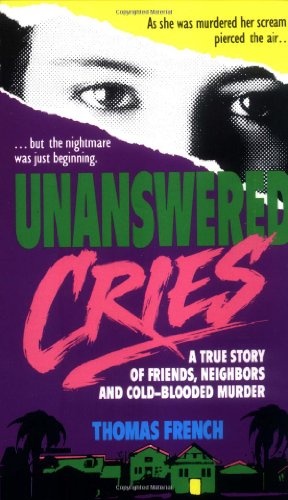 As she was murdered her scream
pierced the air...
...but the nightmare
was just beginning.
UNANSWERED
CRIES
A TRUE STORY
OF FRIENDS, NEIGHBORS
AND COLD-BLOODED MURDER
THOMAS FRENCH